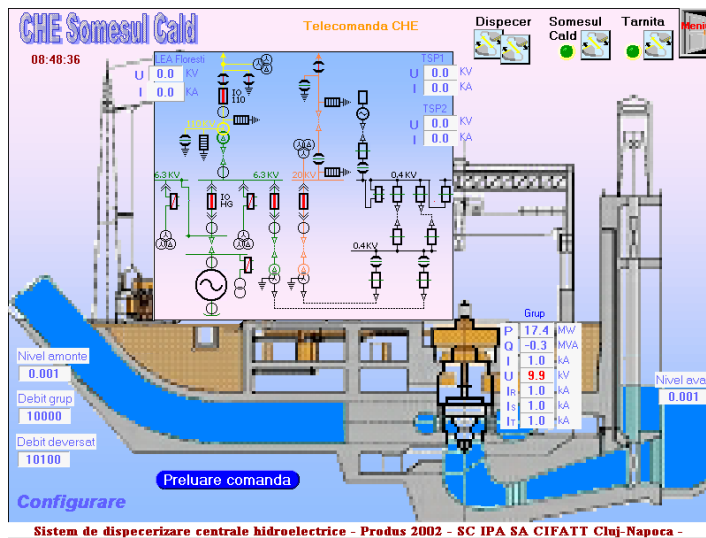 CHE Somesul Cald
08:48:36
Telecomanda CHE
Dispecer
Somesul Cald
Tarnita
Meniu
LEA Floresti
U 0.0 KV
I 0.0 KA
TSP1
U 0.0 KV
I 0.0 KA
TSP2
U 0.0 KV
I 0.0 KA
IO 110
110 KV
6.3 KV
6.3 KV
20 KV
0.4 KV
IO HG
0.4 KV
Grup
P 17.4 MW
Q -0.3 MVA
I 1.0 kA
U 9.9 kV
IR 1.0 kA
IS 1.0 kA
IT 1.0 kA
Nivel amonte
0.001
Debit grup
10000
Debit deversat
10100
Nivel ava
0.001
Preluare comanda
Configurare
Sistem de dispecerizare centrale hidroelectrice - Produs 2002 - SC IPA SA CIFATT Cluj-Napoca -